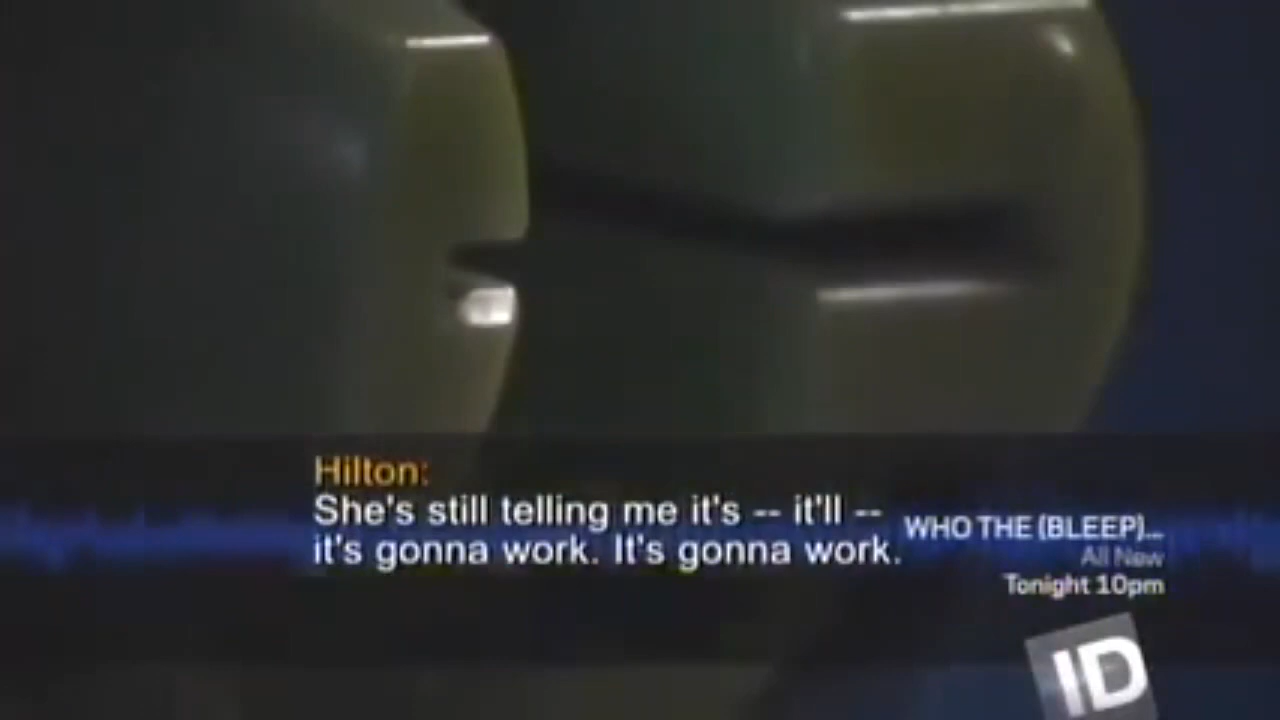 Hilton:
She's still telling me it's -- it'll --
it's gonna work. It's gonna work.
WHO THE (BLEEP)...
All New
Tonight 10pm
ID